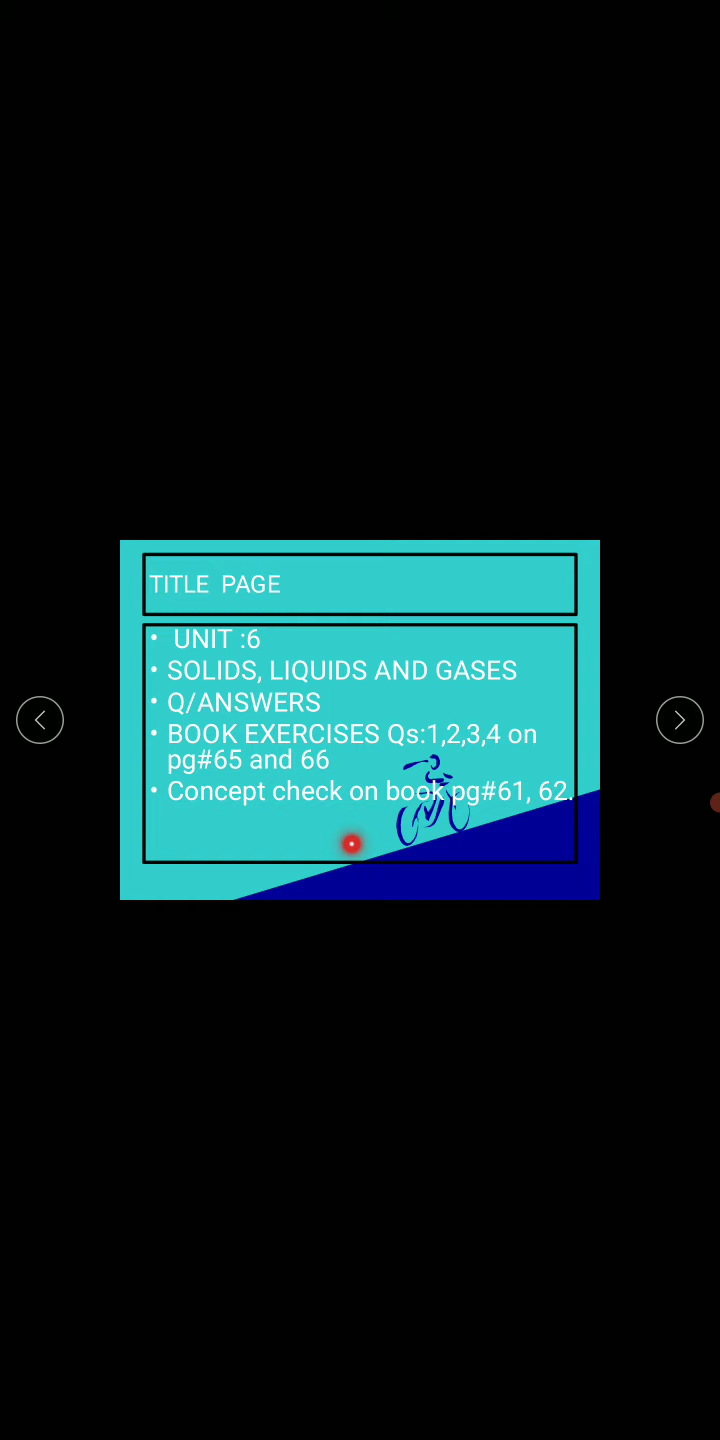 TITLE PAGE
• UNIT :6
• SOLIDS, LIQUIDS AND GASES
• Q/ANSWERS
• BOOK EXERCISES Qs:1,2,3,4 on
pg#65 and 66
• Concept check on book pg#61, 62.